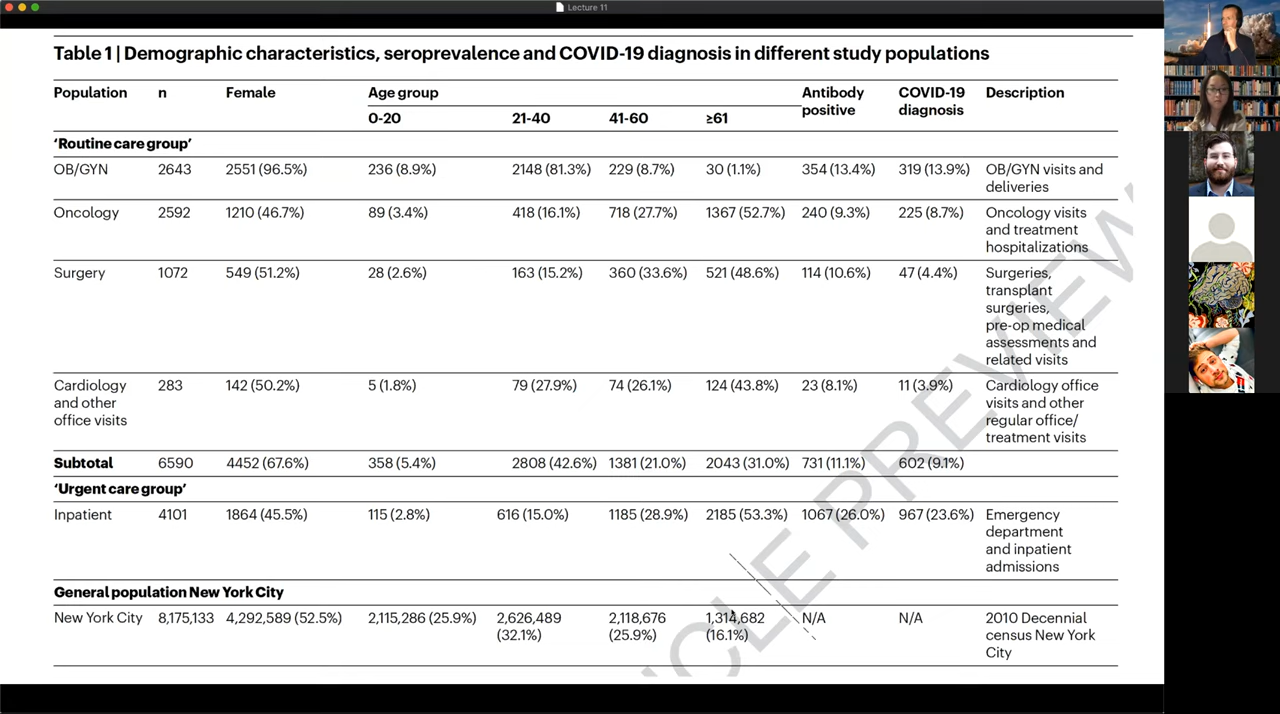 Lecture 11
Table 1 | Demographic characteristics, seroprevalence and COVID-19 diagnosis in different study populations
Population n Female Age group Antibody positive COVID-19 diagnosis Description
0-20 21-40 41-60 ≥61
‘Routine care group’
OB/GYN 2643 2551 (96.5%) 236 (8.9%) 2148 (81.3%) 229 (8.7%) 30 (1.1%) 354 (13.4%) 319 (13.9%) OB/GYN visits and
deliveries
Oncology 2592 1210 (46.7%) 89 (3.4%) 418 (16.1%) 718 (27.7%) 1367 (52.7%) 240 (9.3%) 225 (8.7%) Oncology visits
and treatment
hospitalizations
Surgery 1072 549 (51.2%) 28 (2.6%) 163 (15.2%) 360 (33.6%) 521 (48.6%) 114 (10.6%) 47 (4.4%) Surgeries,
transplant
surgeries,
pre-op medical
assessments and
related visits
Cardiology 283 142 (50.2%) 5 (1.8%) 79 (27.9%) 74 (26.1%) 124 (43.8%) 23 (8.1%) 11 (3.9%) Cardiology office
and other visits and other
office visits regular office/
treatment visits
Subtotal 6590 4452 (67.6%) 358 (5.4%) 2808 (42.6%) 1381 (21.0%) 2043 (31.0%) 731 (11.1%) 602 (9.1%)
‘Urgent care group’
Inpatient 4101 1864 (45.5%) 115 (2.8%) 616 (15.0%) 1185 (28.9%) 2185 (53.3%) 1067 (26.0%) 967 (23.6%) Emergency
department
and inpatient
admissions
General population New York City
New York City 8,175,133 4,292,589 (52.5%) 2,115,286 (25.9%) 2,626,489 2,118,676 1,314,682 N/A N/A 2010 Decennial
(32.1%) (25.9%) (16.1%) census New York
City
CLE PREVIEW